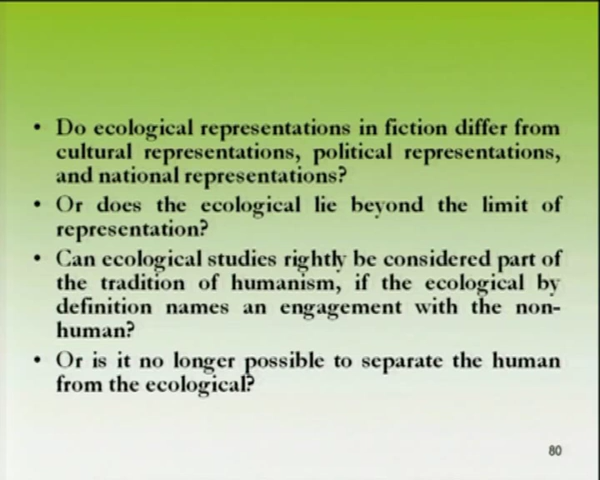 • Do ecological representations in fiction differ from
cultural representations, political representations,
and national representations?
• Or does the ecological lie beyond the limit of
representation?
• Can ecological studies rightly be considered part of
the tradition of humanism, if the ecological by
definition names an engagement with the non-
human?
• Or is it no longer possible to separate the human
from the ecological?
80